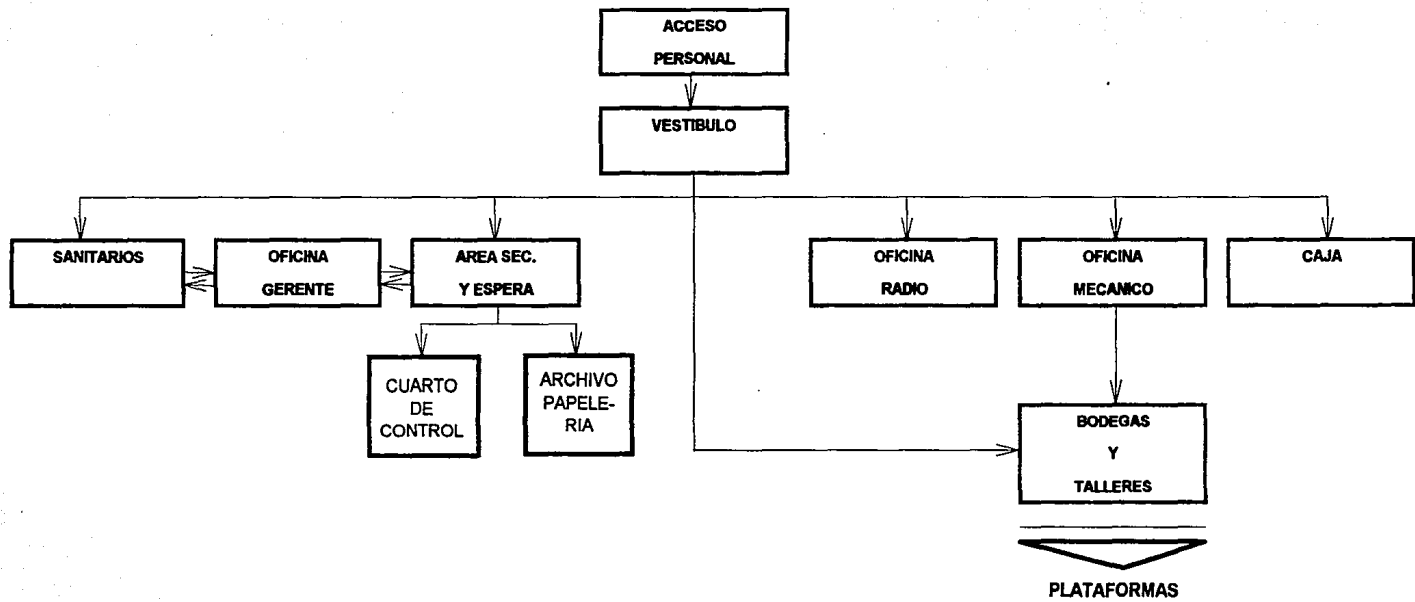 ACCESO
PERSONAL
VESTIBULO
SANITARIOS
OFICINA
GERENTE
AREA SEC.
Y ESPERA
OFICINA
RADIO
OFICINA
MECANICO
CAJA
CUARTO
DE
CONTROL
ARCHIVO
PAPELE-
RIA
BODEGAS
Y
TALLERES
PLATAFORMAS